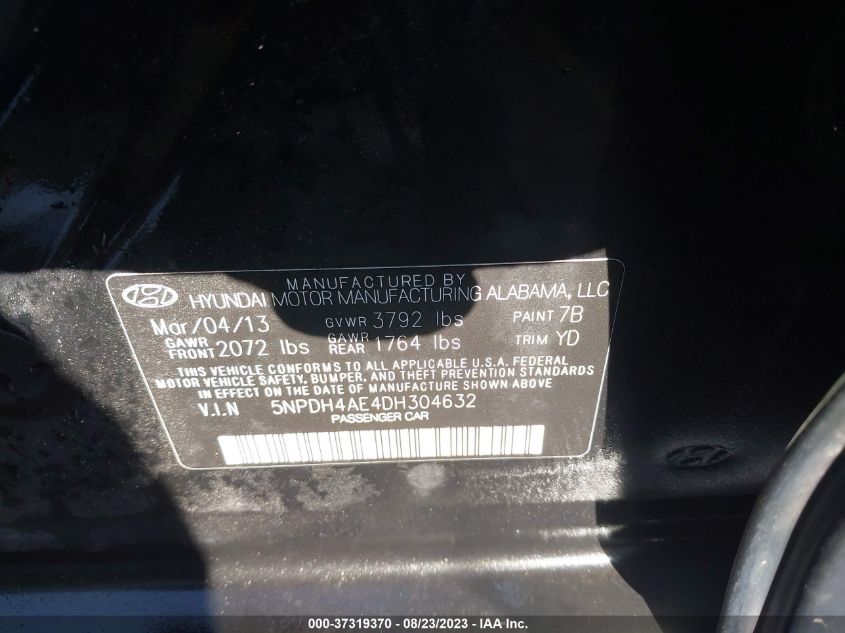 MANUFACTURED BY
HYUNDAI MOTOR MANUFACTURING ALABAMA, LLC
Mar/04/13 GVWR 3792 lbs PAINT 7B
GAWR FRONT 2072 lbs GAWR REAR 1764 lbs TRIM YD
THIS VEHICLE CONFORMS TO ALL APPLICABLE U.S.A. FEDERAL
MOTOR VEHICLE SAFETY, BUMPER, AND THEFT PREVENTION STANDARDS
IN EFFECT ON THE DATE OF MANUFACTURE SHOWN ABOVE
V.I.N 5NPDH4AE4DH304632
PASSENGER CAR
000-37319370 - 08/23/2023 - IAA Inc.